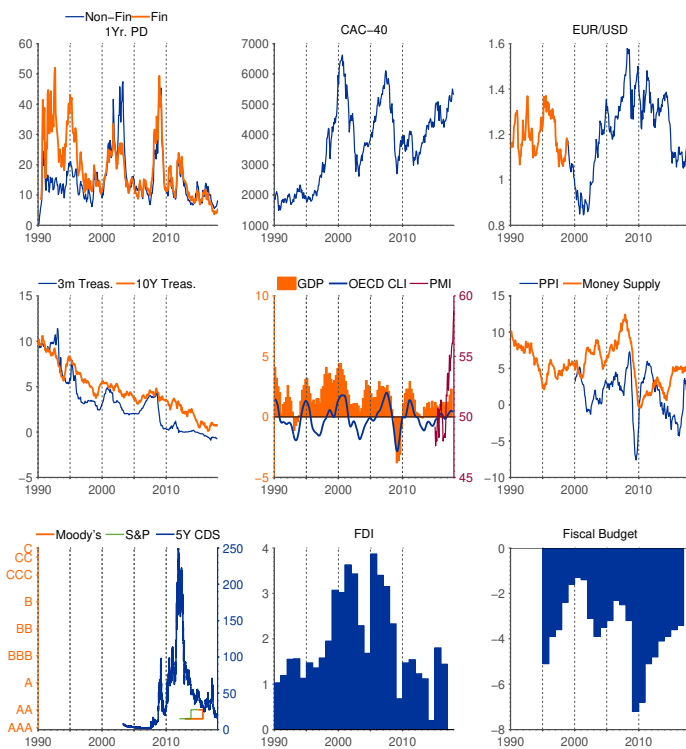 Non-Fin Fin
1Yr. PD CAC-40 EUR/USD
60 7000 1.6
50 6000 1.4
40 5000
30 4000 1.2
20 3000 1
10 2000
0 1000 0.8
1990 2000 2010 1990 2000 2010 1990 2000 2010
3m Treas. 10Y Treas. GDP OECD CLI PMI PPI Money Supply
15 10 60 15
10 5 55 10
5 0 50 5
0 -5 45 0
-5 -5
-10
1990 2000 2010 1990 2000 2010 1990 2000 2010
Moody's S&P 5Y CDS FDI Fiscal Budget
C 250 4 0
CC
CCC 200 3 -2
B 150
BB 2 -4
BBB 100
A 50 1 -6
AA
AAA 0 0 -8
1990 2000 2010 1990 2000 2010 1990 2000 2010